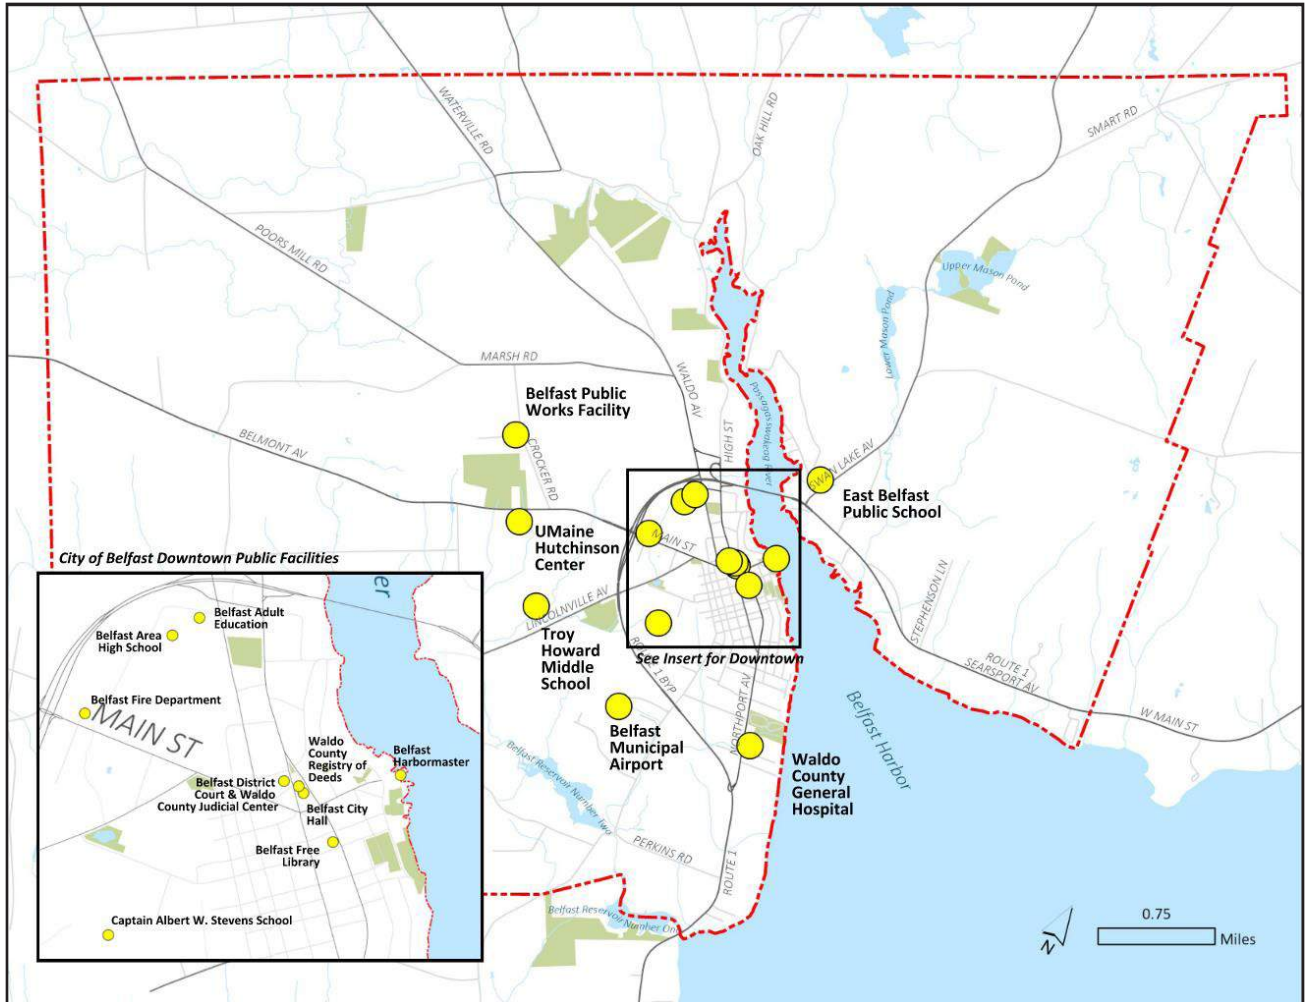 WATERVILLE RD
OAK HILL RD
SMART RD
POORS MILL RD
Upper Mason Pond
Lower Mason Pond
MARSH RD
WALDO AV
HIGH ST
Passagassawakeag River
Belfast Public
Works Facility
CROCKER RD
BELMONT AV
SWAN LAKE AV
East Belfast
Public School
UMaine
Hutchinson
Center
MAIN ST
LINCOLNVILLE AV
Troy
Howard
Middle
School
See Insert for Downtown
STEPHENSON LN
ROUTE 1
SEARSPORT AV
W MAIN ST
ROUTE 1 BYP
NORTHPORT AV
Belfast
Municipal
Airport
Waldo
County
General
Hospital
Belfast Harbor
Belfast Reservoir Number Two
PERKINS RD
ROUTE 1
Belfast Reservoir Number One
City of Belfast Downtown Public Facilities
er
Belfast Adult
Education
Belfast Area
High School
Belfast Fire Department
MAIN ST
Waldo
County
Registry of
Deeds
Belfast
Harbormaster
Belfast District
Court & Waldo
County Judicial Center
Belfast City
Hall
Belfast Free
Library
Captain Albert W. Stevens School
N
0.75
Miles